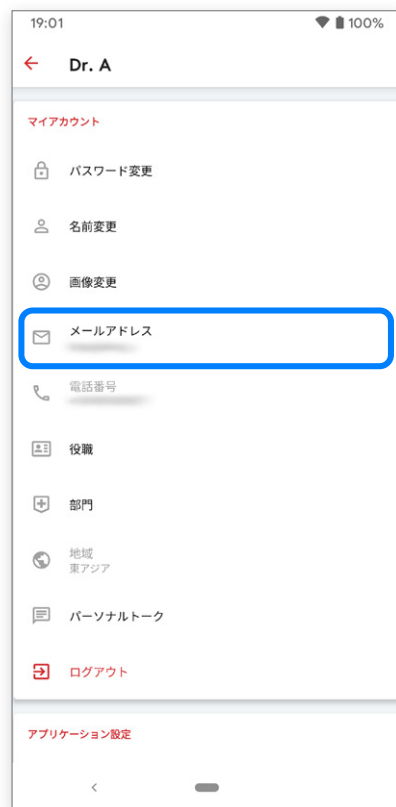 19:01
100%
Dr. A
マイアカウント
パスワード変更
名前変更
画像変更
メールアドレス
電話番号
役職
部門
地域
東アジア
パーソナルトーク
ログアウト
アプリケーション設定